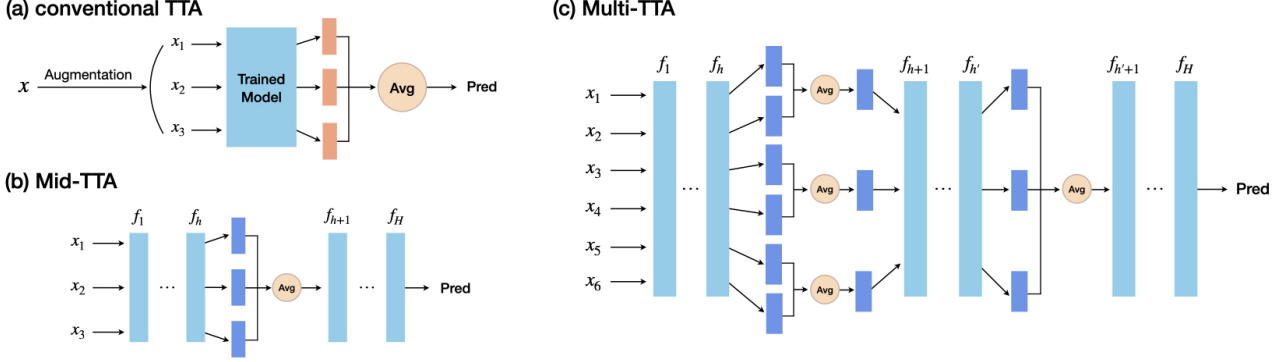 (a) conventional TTA
x
Augmentation
x₁
x₂
x₃
Trained
Model
Avg
Pred
(b) Mid-TTA
f₁
fₕ
fₕ₊₁
f_H
x₁
x₂
x₃
...
Avg
...
Pred
(c) Multi-TTA
f₁
fₕ
fₕ₊₁
fₕ′
fₕ′₊₁
f_H
x₁
x₂
x₃
x₄
x₅
x₆
...
Avg
Avg
Avg
...
Avg
...
Pred